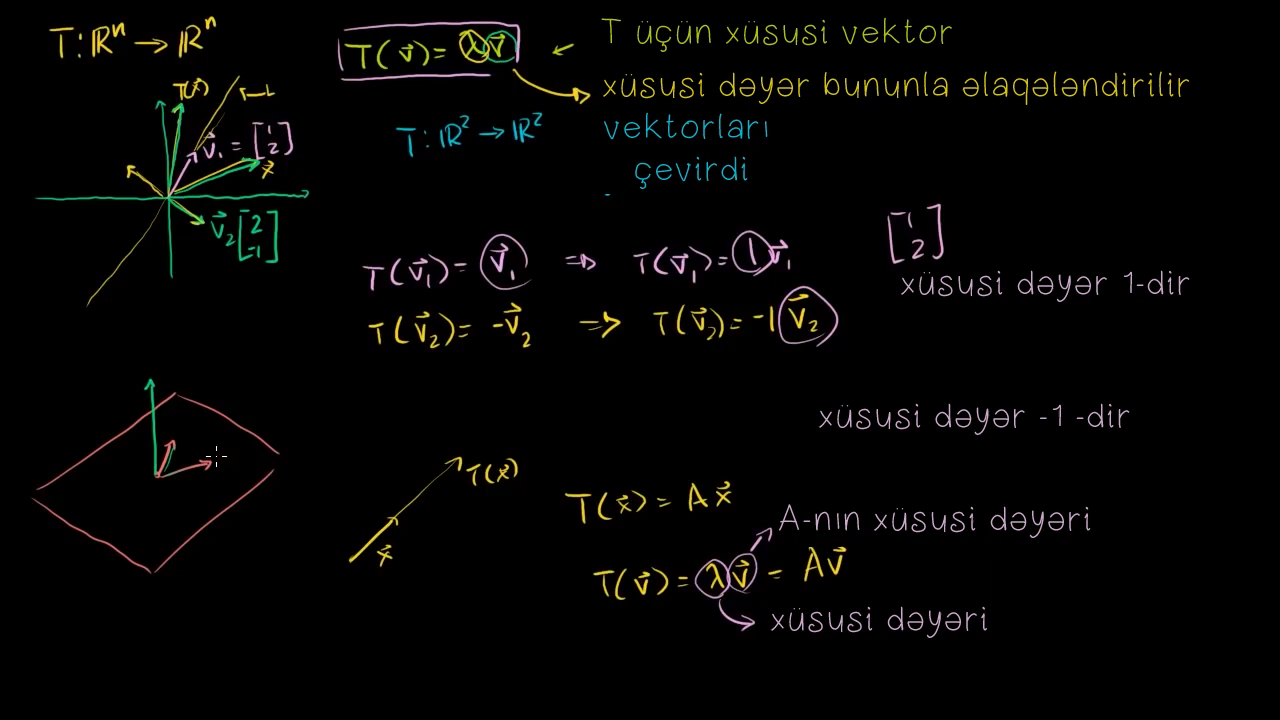 T: ℝⁿ → ℝⁿ
T(v⃗) = λv⃗ ← T üçün xüsusi vektor
xüsusi dəyər bununla əlaqələndirilir
T: ℝ² → ℝ² vektorları
çevirdi
T(x⃗)
L
v⃗₁ = [1 2]
x⃗
v⃗₂ [2 -1]
T(v⃗₁) = v⃗₁ ⇒ T(v⃗₁) = 1v⃗₁
[1 2]
xüsusi dəyər 1-dir
T(v⃗₂) = -v⃗₂ ⇒ T(v⃗₂) = -1 v⃗₂
xüsusi dəyər -1 -dir
T(x⃗)
x⃗
T(x⃗) = Ax⃗
A-nın xüsusi dəyəri
T(v⃗) = λv⃗ = Av⃗
xüsusi dəyəri